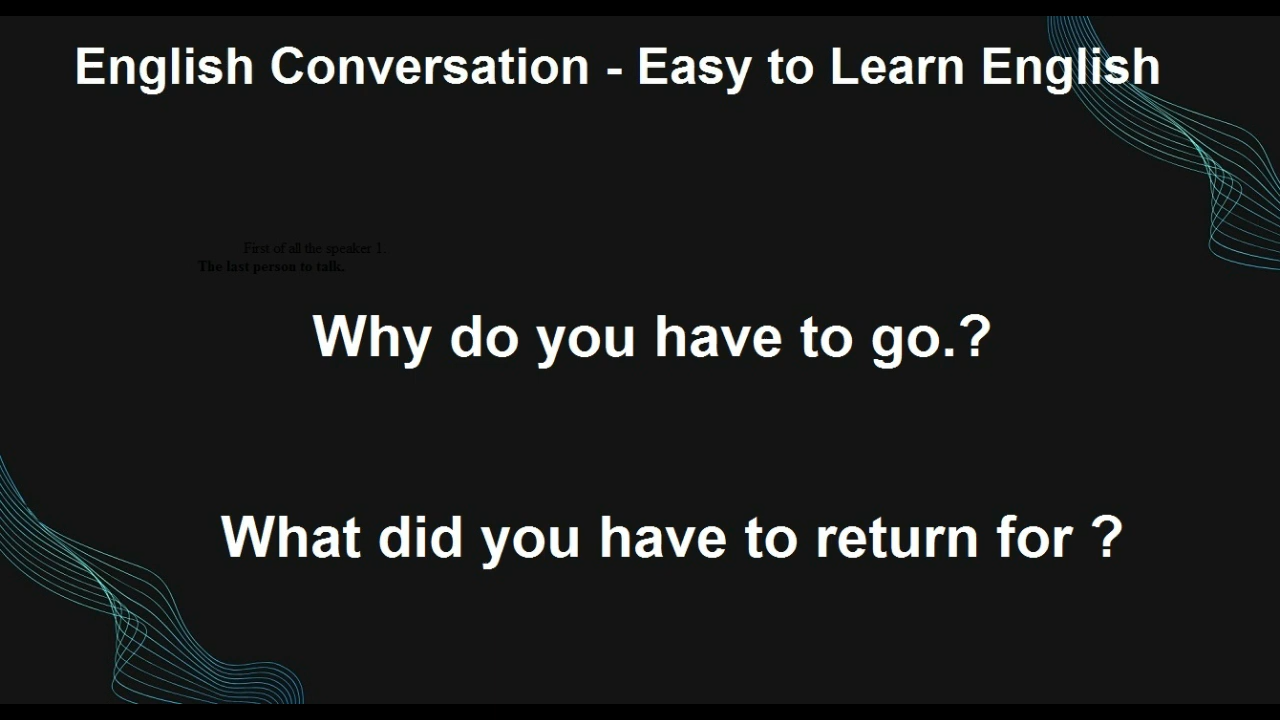 English Conversation - Easy to Learn English
First of all the speaker 1.
The last person to talk.
Why do you have to go.?
What did you have to return for ?